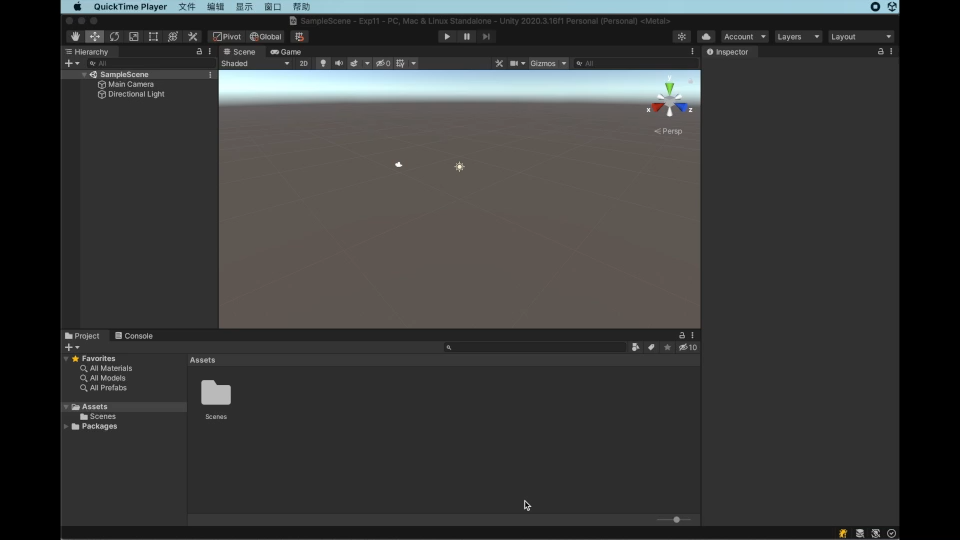 QuickTime Player 文件 编辑 显示 窗口 帮助
SampleScene - Exp11 - PC, Mac & Linux Standalone - Unity 2020.3.16f1 Personal (Personal) <Metal>
Pivot Global Account Layers Layout
Hierarchy Scene Game Inspector
All Shaded 2D 0 Gizmos All
SampleScene
Main Camera
Directional Light
y
x z
Persp
Project Console
10
Favorites Assets
All Materials
All Models
All Prefabs
Assets
Scenes Scenes
Packages